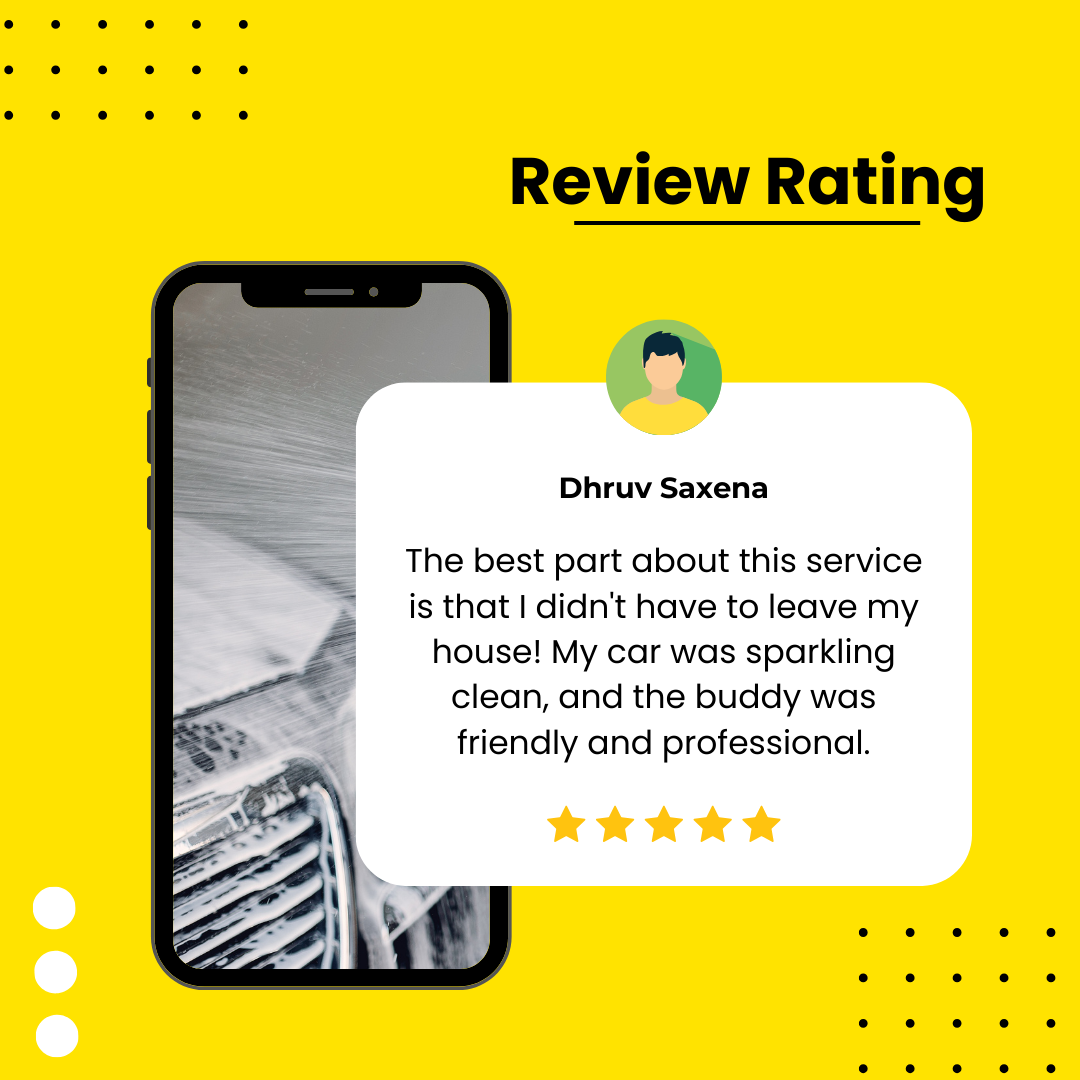 Review Rating
Dhruv Saxena
The best part about this service
is that I didn't have to leave my
house! My car was sparkling
clean, and the buddy was
friendly and professional.